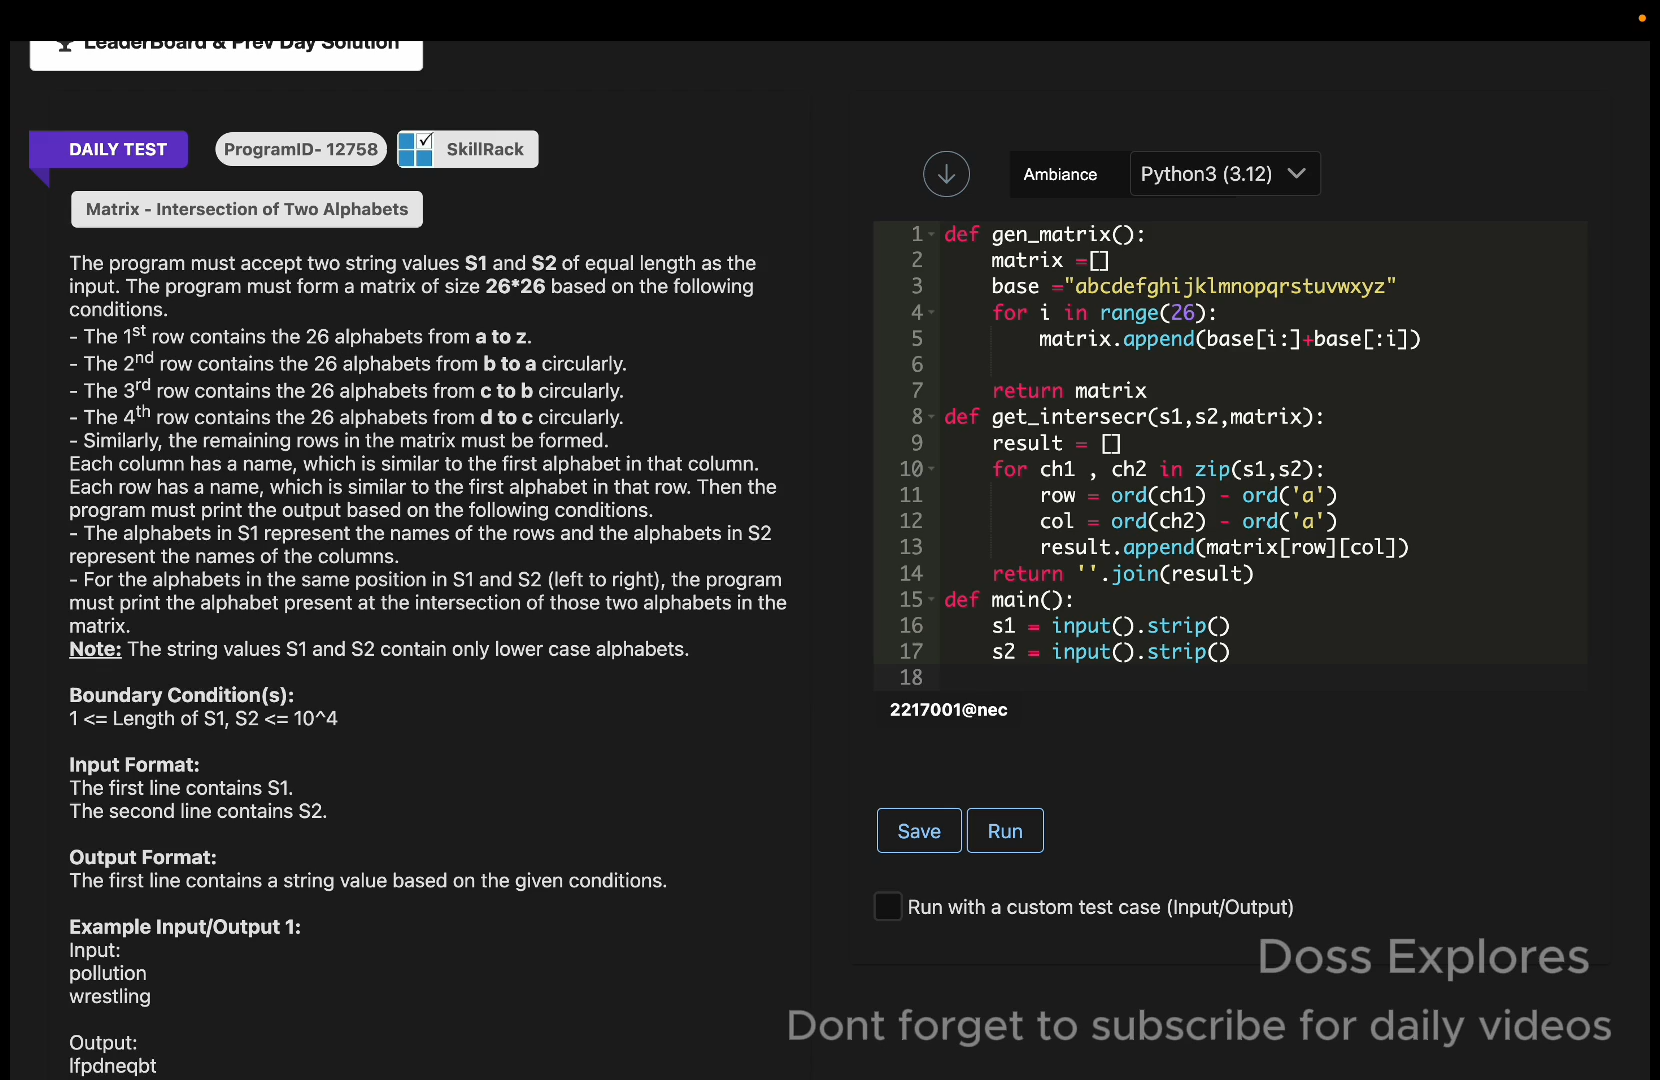 LeaderBoard & Prev Day Solution
DAILY TEST
ProgramID- 12758
SkillRack
Matrix - Intersection of Two Alphabets
The program must accept two string values S1 and S2 of equal length as the
input. The program must form a matrix of size 26*26 based on the following
conditions.
- The 1st row contains the 26 alphabets from a to z.
- The 2nd row contains the 26 alphabets from b to a circularly.
- The 3rd row contains the 26 alphabets from c to b circularly.
- The 4th row contains the 26 alphabets from d to c circularly.
- Similarly, the remaining rows in the matrix must be formed.
Each column has a name, which is similar to the first alphabet in that column.
Each row has a name, which is similar to the first alphabet in that row. Then the
program must print the output based on the following conditions.
- The alphabets in S1 represent the names of the rows and the alphabets in S2
represent the names of the columns.
- For the alphabets in the same position in S1 and S2 (left to right), the program
must print the alphabet present at the intersection of those two alphabets in the
matrix.
Note: The string values S1 and S2 contain only lower case alphabets.
Boundary Condition(s):
1 <= Length of S1, S2 <= 10^4
Input Format:
The first line contains S1.
The second line contains S2.
Output Format:
The first line contains a string value based on the given conditions.
Example Input/Output 1:
Input:
pollution
wrestling
Output:
lfpdneqbt
Ambiance
Python3 (3.12)
1 def gen_matrix():
2 matrix =[]
3 base ="abcdefghijklmnopqrstuvwxyz"
4 for i in range(26):
5 matrix.append(base[i:]+base[:i])
6
7 return matrix
8 def get_intersecr(s1,s2,matrix):
9 result = []
10 for ch1 , ch2 in zip(s1,s2):
11 row = ord(ch1) - ord('a')
12 col = ord(ch2) - ord('a')
13 result.append(matrix[row][col])
14 return ''.join(result)
15 def main():
16 s1 = input().strip()
17 s2 = input().strip()
18
2217001@nec
Save
Run
Run with a custom test case (Input/Output)
Doss Explores
Dont forget to subscribe for daily videos